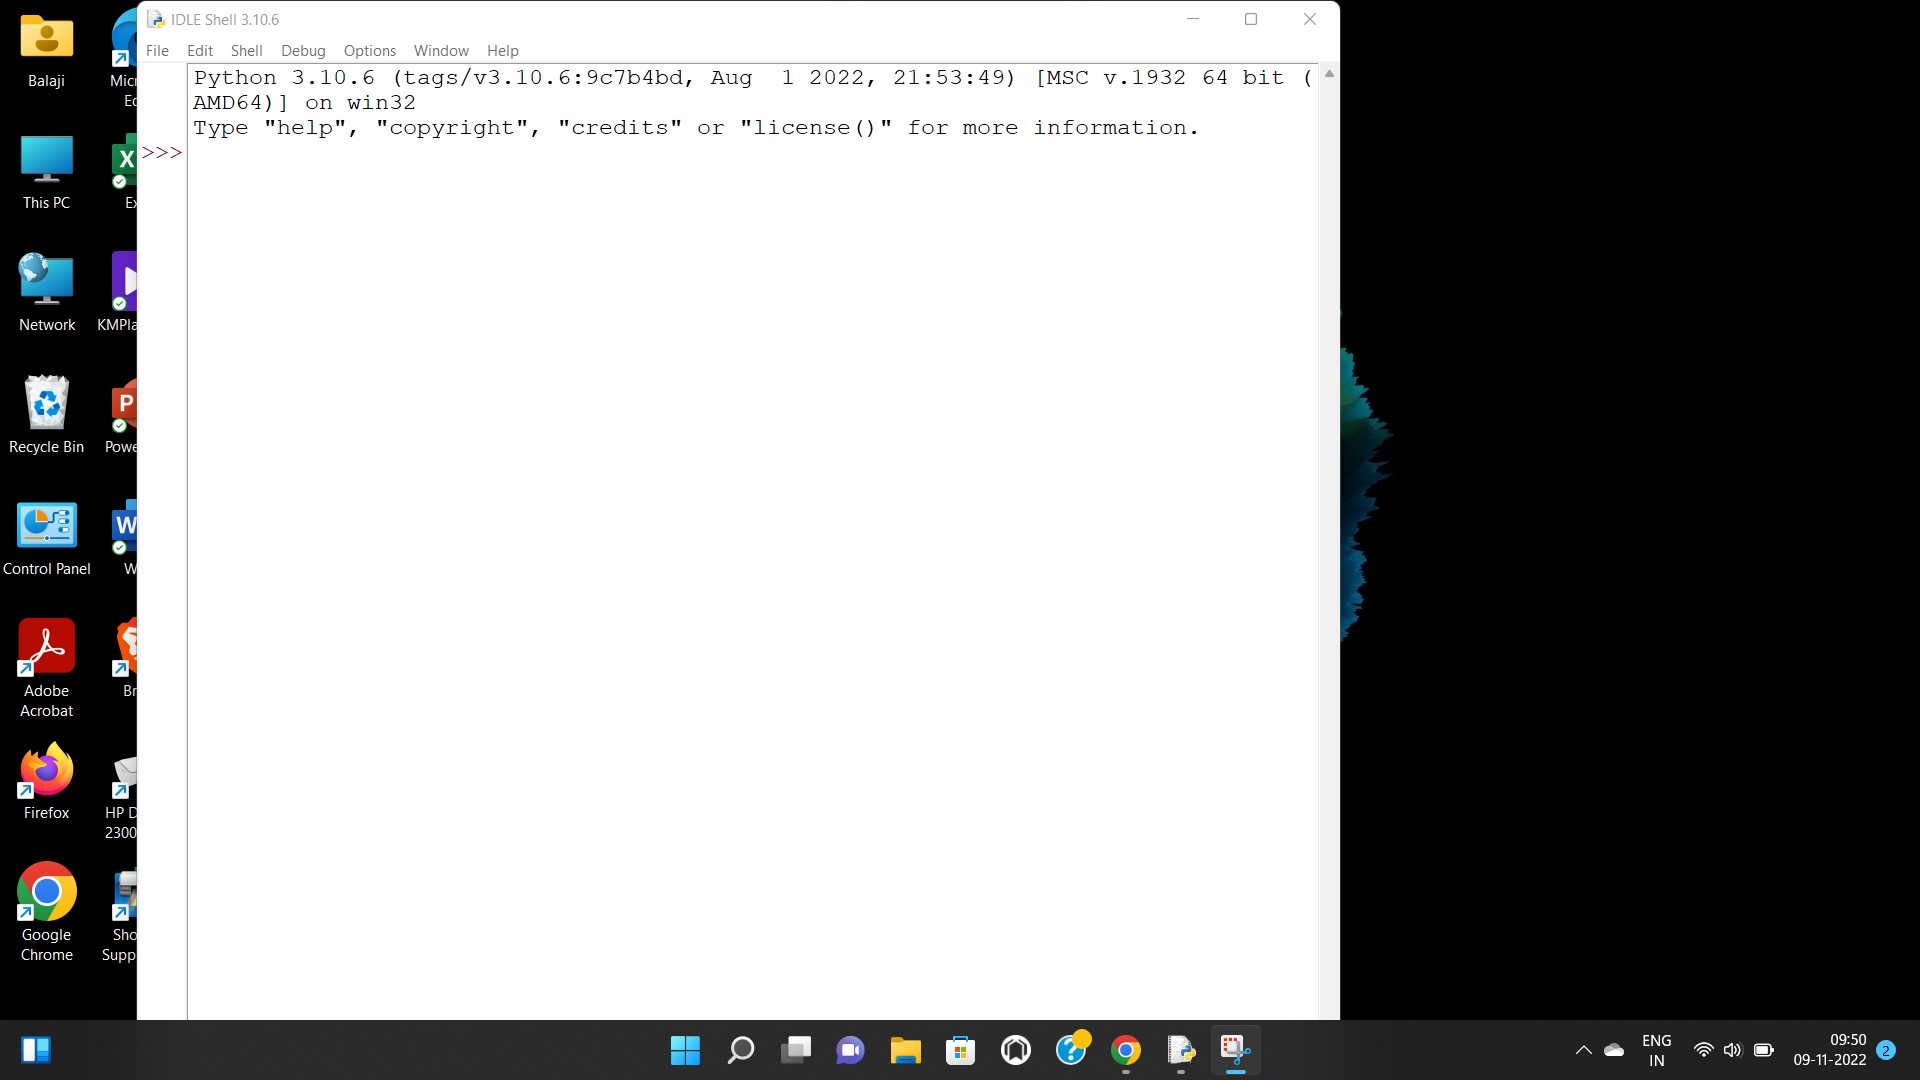 IDLE Shell 3.10.6
File Edit Shell Debug Options Window Help
Python 3.10.6 (tags/v3.10.6:9c7b4bd, Aug  1 2022, 21:53:49) [MSC v.1932 64 bit (
AMD64)] on win32
Type "help", "copyright", "credits" or "license()" for more information.
>>>
Balaji
This PC
Network
Recycle Bin
Control Panel
Adobe
Acrobat
Firefox
Google
Chrome
Mic
Ec
X
Ex
KMPla
P
Powe
W
W
Br
HP D
2300
Sho
Supp
ENG
IN
09:50
09-11-2022
2